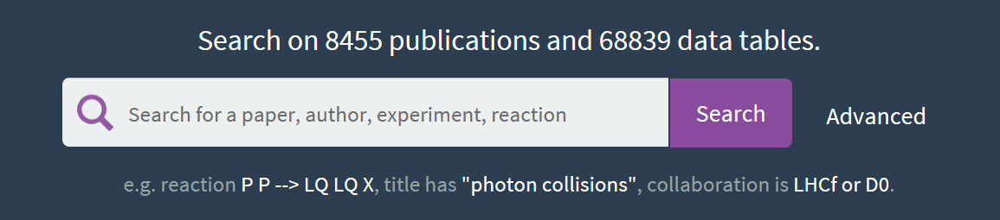 Search on 8455 publications and 68839 data tables.
Search for a paper, author, experiment, reaction
Search
Advanced
e.g. reaction P P --> LQ LQ X, title has "photon collisions", collaboration is LHCf or D0.